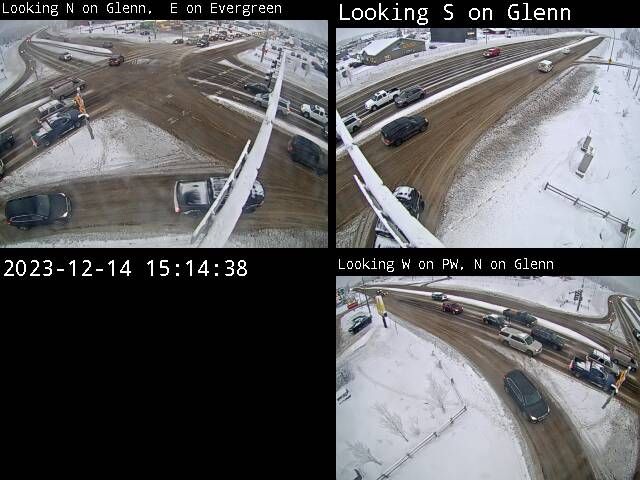 Looking N on Glenn,  E on Evergreen
Looking S on Glenn
2023-12-14 15:14:38
Looking W on PW, N on Glenn